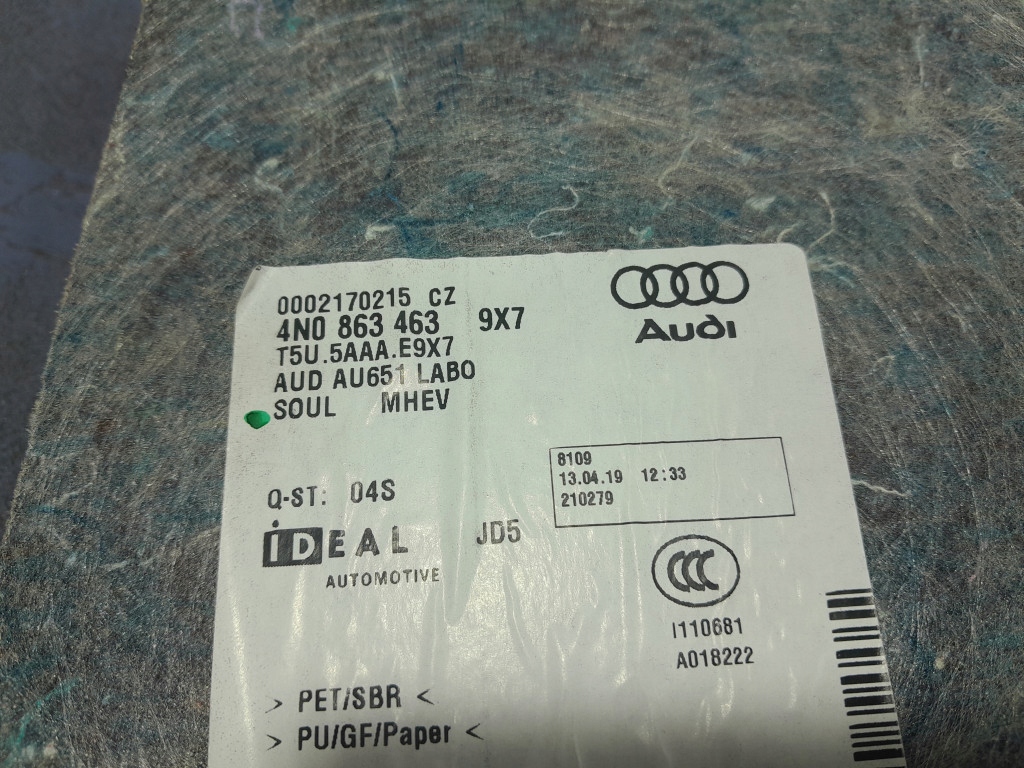 0002170215 CZ
4N0 863 463 9X7
T5U.5AAA.E9X7
AUD AU651 LABO
SOUL MHEV
Audi
8109
13.04.19 12:33
210279
Q-ST: 04S
IDEAL JD5
AUTOMOTIVE
CCC
I110681
A018222
> PET/SBR <
> PU/GF/Paper <